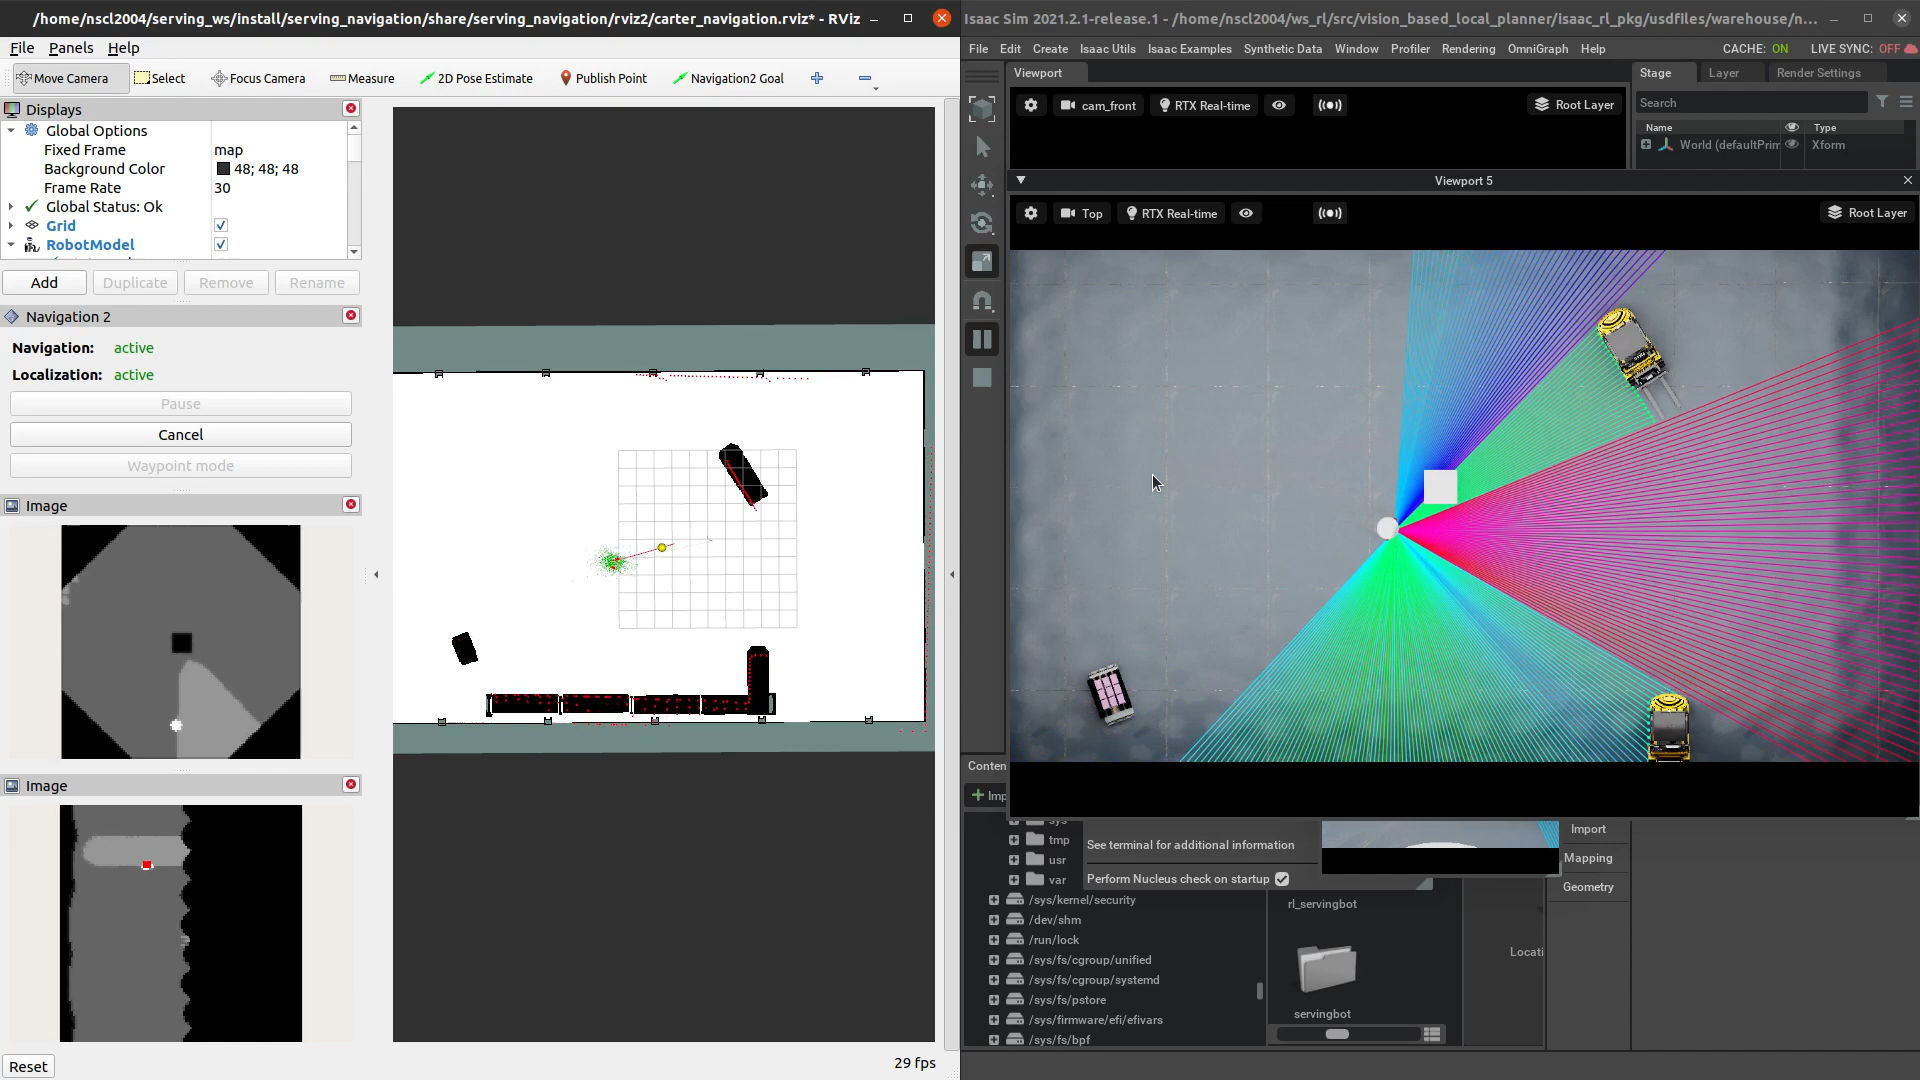 /home/nscl2004/serving_ws/install/serving_navigation/share/serving_navigation/rviz2/carter_navigation.rviz* - RViz
File Panels Help
Move Camera Select Focus Camera Measure 2D Pose Estimate Publish Point Navigation2 Goal
Displays
Global Options
Fixed Frame map
Background Color 48; 48; 48
Frame Rate 30
Global Status: Ok
Grid
RobotModel
Add Duplicate Remove Rename
Navigation 2
Navigation: active
Localization: active
Pause
Cancel
Waypoint mode
Image
Image
Reset
29 fps
Isaac Sim 2021.2.1-release.1 - /home/nscl2004/ws_rl/src/vision_based_local_planner/isaac_rl_pkg/usdfiles/warehouse/n...
File Edit Create Isaac Utils Isaac Examples Synthetic Data Window Profiler Rendering OmniGraph Help CACHE: ON LIVE SYNC: OFF
Viewport
cam_front RTX Real-time Root Layer
Stage Layer Render Settings
Search
Name Type
World (defaultPrim Xform
Viewport 5
Top RTX Real-time Root Layer
Conten
Imp
sys
tmp
usr
var
/sys/kernel/security
/dev/shm
/run/lock
/sys/fs/cgroup/unified
/sys/fs/cgroup/systemd
/sys/fs/pstore
/sys/firmware/efi/efivars
/sys/fs/bpf
See terminal for additional information
Perform Nucleus check on startup
rl_servingbot
servingbot
Locati
Import
Mapping
Geometry